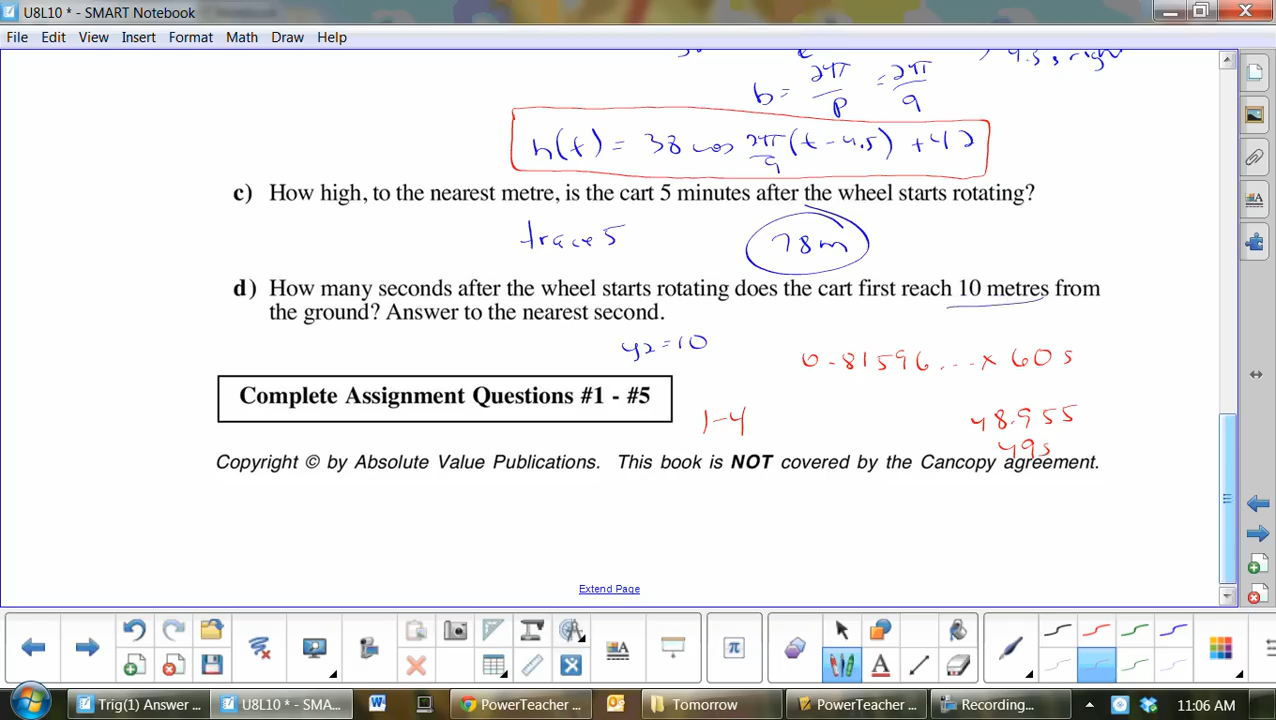 U8L10 * - SMART Notebook
File Edit View Insert Format Math Draw Help
4.5 s right
b = 2π/p = 2π/9
h(t) = 38 cos 2π/9 (t - 4.5) + 42
c) How high, to the nearest metre, is the cart 5 minutes after the wheel starts rotating?
trace 5 78m
d) How many seconds after the wheel starts rotating does the cart first reach 10 metres from
the ground? Answer to the nearest second.
y2 = 10
0.81596... x 60 s
Complete Assignment Questions #1 - #5
1-4
48.955
49s
Copyright © by Absolute Value Publications. This book is NOT covered by the Cancopy agreement.
Extend Page
Trig(1) Answer ... U8L10 * - SMA... PowerTeacher ... Tomorrow PowerTeacher ... Recording... 11:06 AM